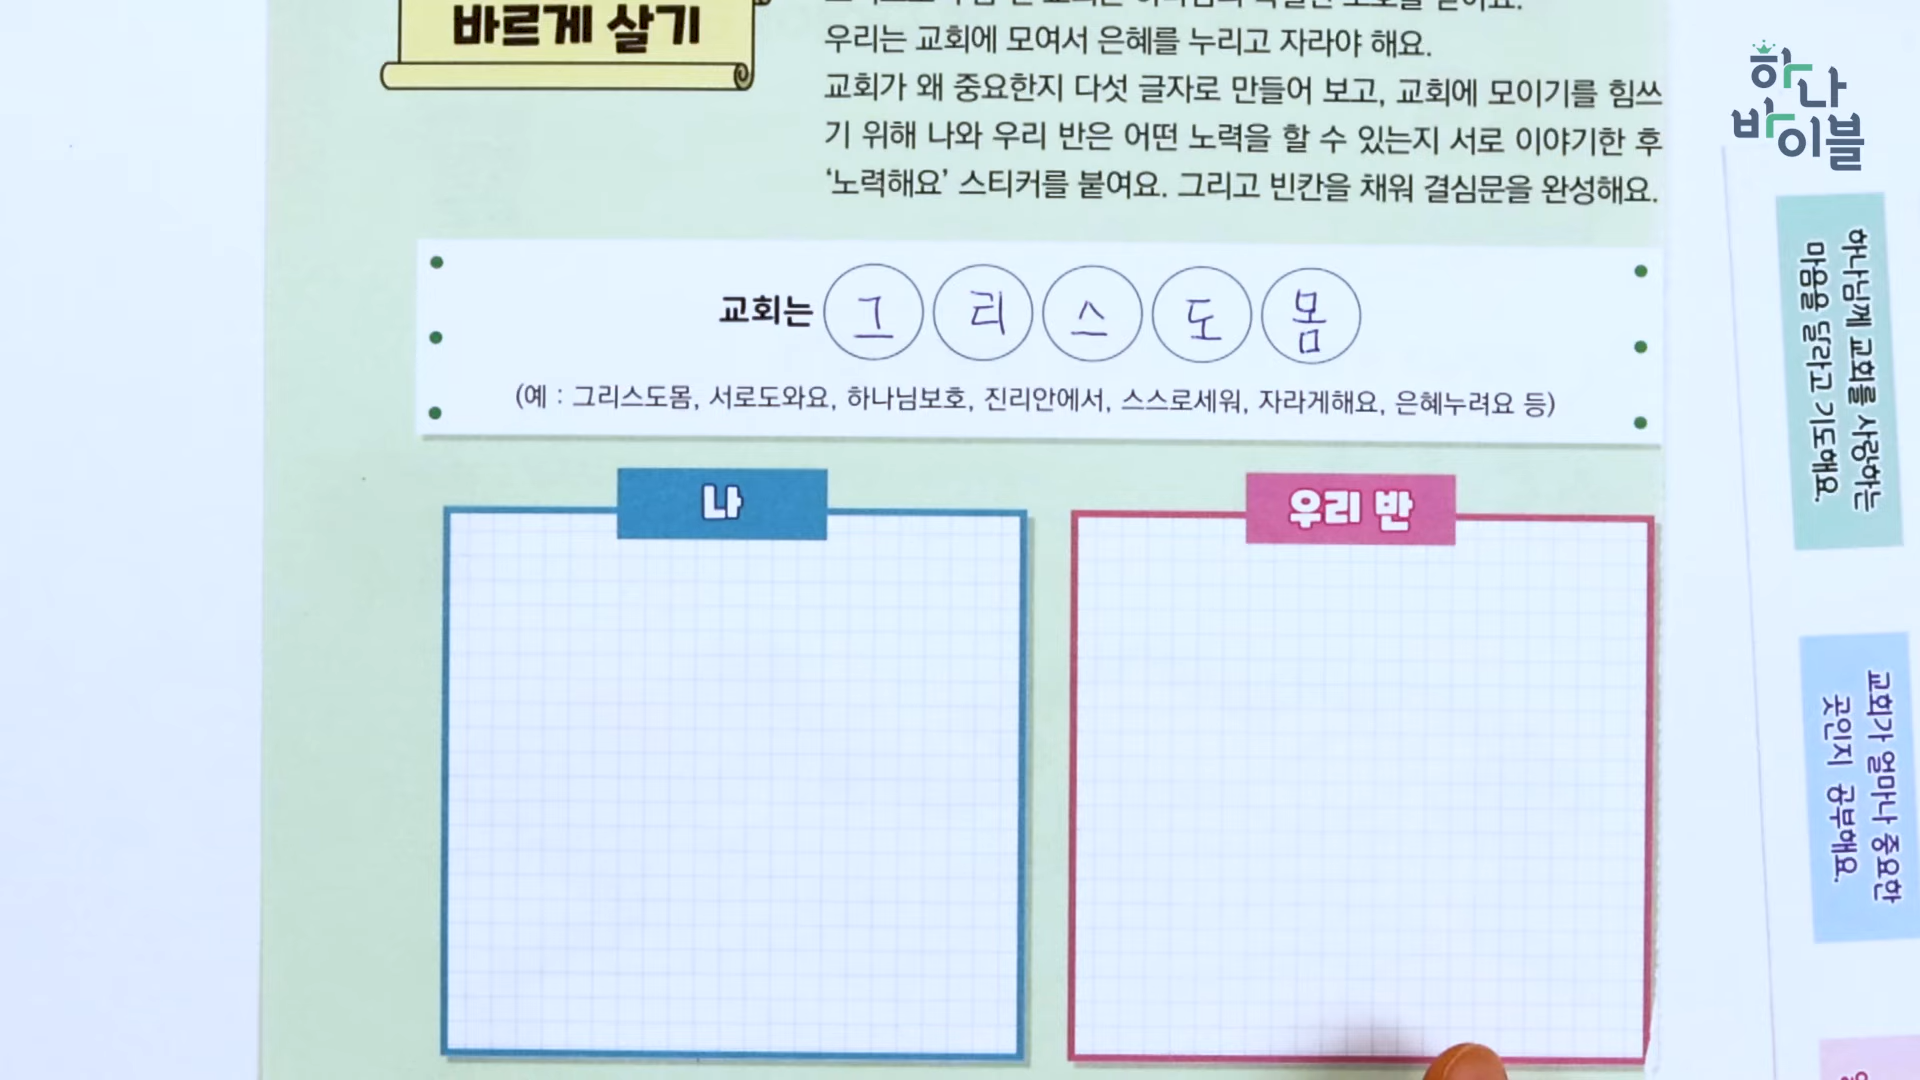 바르게 살기
우리는 교회에 모여서 은혜를 누리고 자라야 해요.
교회가 왜 중요한지 다섯 글자로 만들어 보고, 교회에 모이기를 힘쓰
기 위해 나와 우리 반은 어떤 노력을 할 수 있는지 서로 이야기한 후
‘노력해요’ 스티커를 붙여요. 그리고 빈칸을 채워 결심문을 완성해요.
교회는 그 리 스 도 몸
(예 : 그리스도몸, 서로도와요, 하나님보호, 진리안에서, 스스로세워, 자라게해요, 은혜누려요 등)
나
우리 반
하나
바이블
하나님께 교회를 사랑하는
마음을 달라고 기도해요.
교회가 얼마나 중요한
곳인지 공부해요.